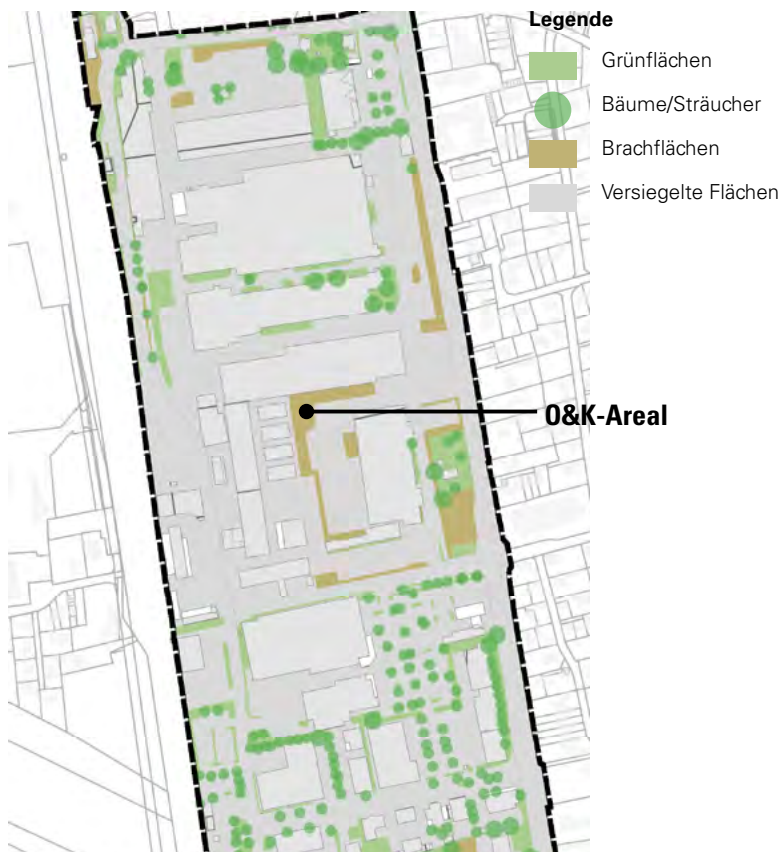 Legende
Grünflächen
Bäume/Sträucher
Brachflächen
Versiegelte Flächen
O&K-Areal